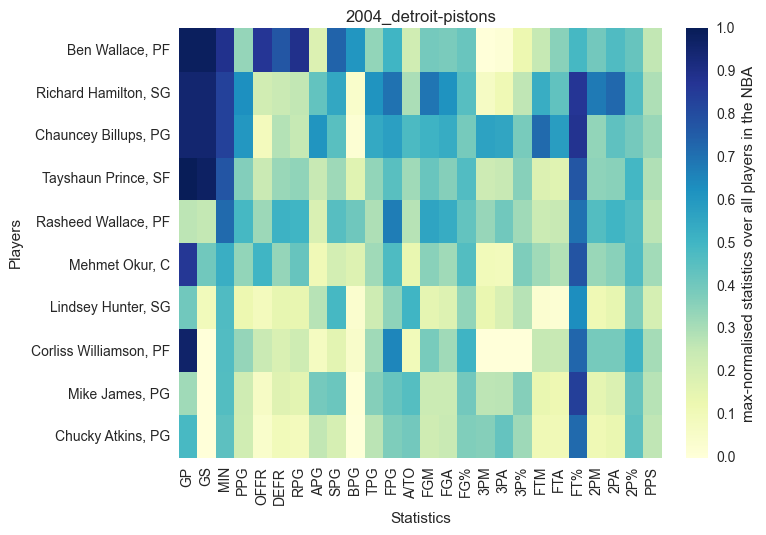 2004_detroit-pistons
Players
Ben Wallace, PF
Richard Hamilton, SG
Chauncey Billups, PG
Tayshaun Prince, SF
Rasheed Wallace, PF
Mehmet Okur, C
Lindsey Hunter, SG
Corliss Williamson, PF
Mike James, PG
Chucky Atkins, PG
GP GS MIN PPG OFFR DEFR RPG APG SPG BPG TPG FPG A/TO FGM FGA FG% 3PM 3PA 3P% FTM FTA FT% 2PM 2PA 2P% PPS
Statistics
1.0
0.9
0.8
0.7
0.6
0.5
0.4
0.3
0.2
0.1
0.0
max-normalised statistics over all players in the NBA